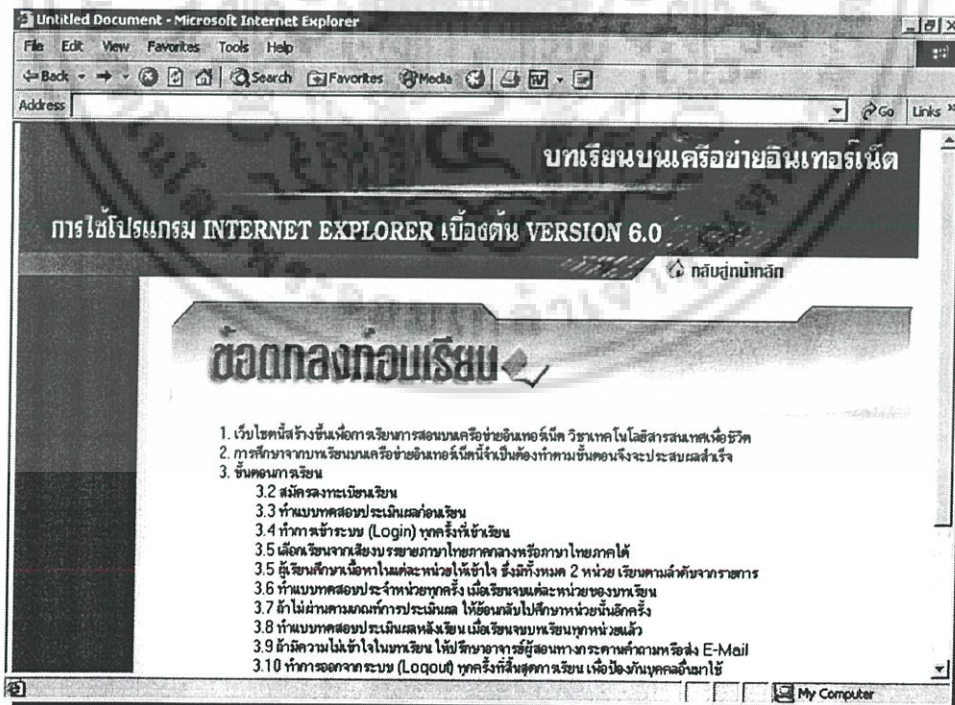 Untitled Document - Microsoft Internet Explorer
File Edit View Favorites Tools Help
Back Search Favorites Media
Address Go Links »
บทเรียนบนเครือข่ายอินเทอร์เน็ต
การใช้โปรแกรม INTERNET EXPLORER เบื้องต้น VERSION 6.0
กลับสู่หน้าหลัก
ข้อตกลงก่อนเรียน
1. เว็บไซตนี้สร้างขึ้นเพื่อการเรียนการสอนบนเครือข่ายอินเทอร์เน็ต วิชาเทคโนโลยีสารสนเทศเพื่อชีวิต
2. การศึกษาจากบทเรียนบนเครือข่ายอินเทอร์เน็ตนี้จำเป็นต้องทำตามขั้นตอนจึงจะประสบผลสำเร็จ
3. ขั้นตอนการเรียน
3.2 สมัครลงทะเบียนเรียน
3.3 ทำแบบทดสอบประเมินผลก่อนเรียน
3.4 ทำการเข้าระบบ (Login) ทุกครั้งที่เข้าเรียน
3.5 เลือกเรียนจากเสียงบรรยายภาษาไทยภาคกลางหรือภาษาไทยภาคใต้
3.5 ผู้เรียนศึกษาเนื้อหาในแต่ละหน่วยให้เข้าใจ ซึ่งมีทั้งหมด 2 หน่วย เรียนตามลำดับจากรายการ
3.6 ทำแบบทดสอบประจำหน่วยทุกครั้ง เมื่อเรียนจบแต่ละหน่วยของบทเรียน
3.7 ถ้าไม่ผ่านตามเกณฑ์การประเมินผล ให้ย้อนกลับไปศึกษาหน่วยนั้นอีกครั้ง
3.8 ทำแบบทดสอบประเมินผลหลังเรียน เมื่อเรียนจบบทเรียนทุกหน่วยแล้ว
3.9 ถ้ามีความไม่เข้าใจในบทเรียน ให้ปรึกษาอาจารย์ผู้สอนทางกระดานคำถามหรือส่ง E-Mail
3.10 ทำการออกจากระบบ (Logout) ทุกครั้งที่สิ้นสุดการเรียน เพื่อป้องกันบุคคลอื่นมาใช้
My Computer